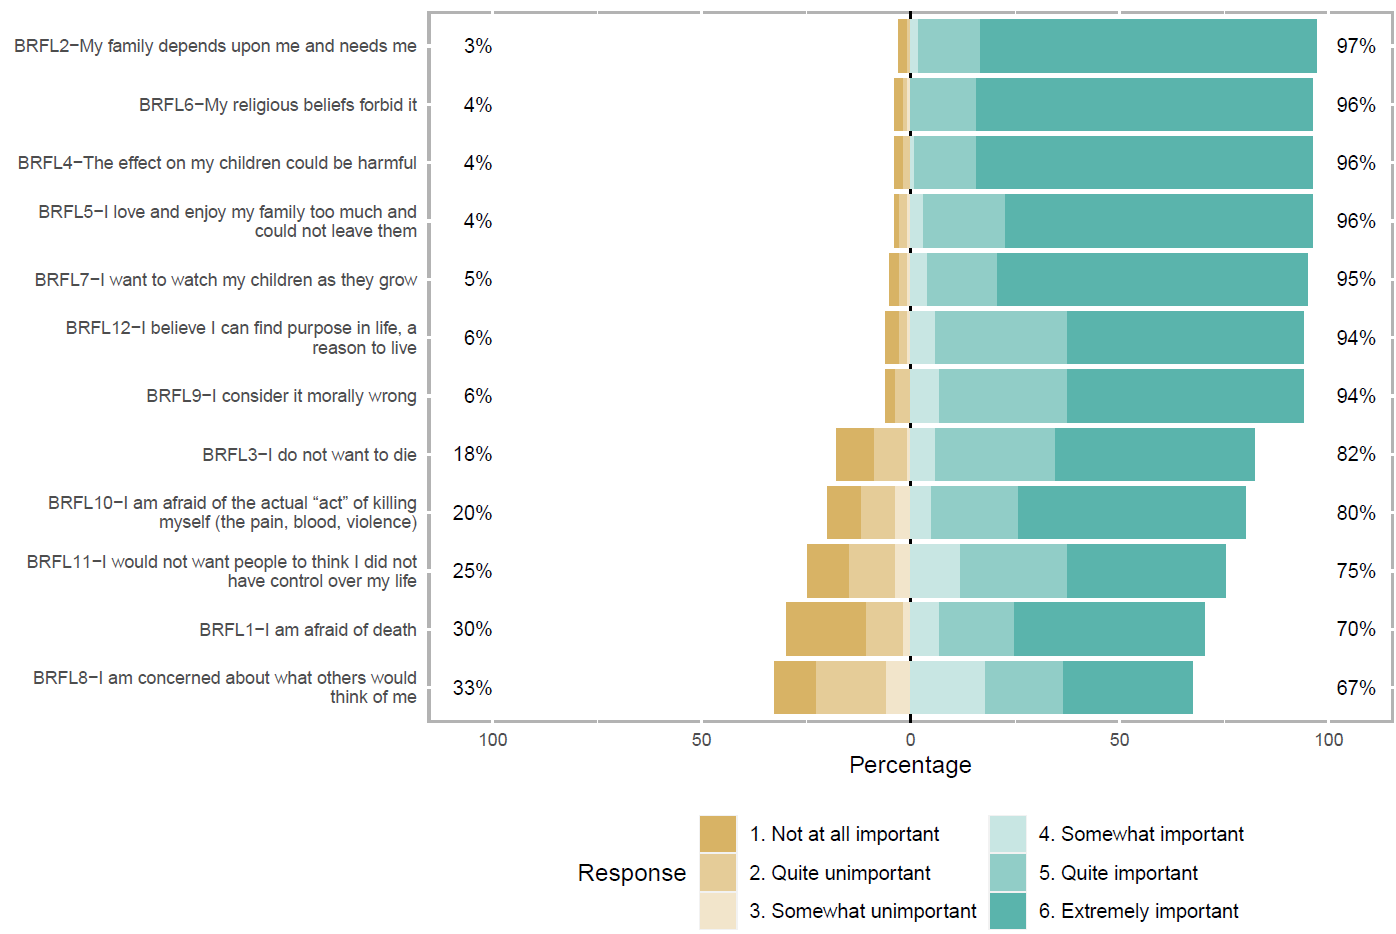 BRFL2−My family depends upon me and needs me 3% 97%
BRFL6−My religious beliefs forbid it 4% 96%
BRFL4−The effect on my children could be harmful 4% 96%
BRFL5−I love and enjoy my family too much and
could not leave them 4% 96%
BRFL7−I want to watch my children as they grow 5% 95%
BRFL12−I believe I can find purpose in life, a
reason to live 6% 94%
BRFL9−I consider it morally wrong 6% 94%
BRFL3−I do not want to die 18% 82%
BRFL10−I am afraid of the actual “act” of killing
myself (the pain, blood, violence) 20% 80%
BRFL11−I would not want people to think I did not
have control over my life 25% 75%
BRFL1−I am afraid of death 30% 70%
BRFL8−I am concerned about what others would
think of me 33% 67%
100 50 0 50 100
Percentage
Response
1. Not at all important
2. Quite unimportant
3. Somewhat unimportant
4. Somewhat important
5. Quite important
6. Extremely important